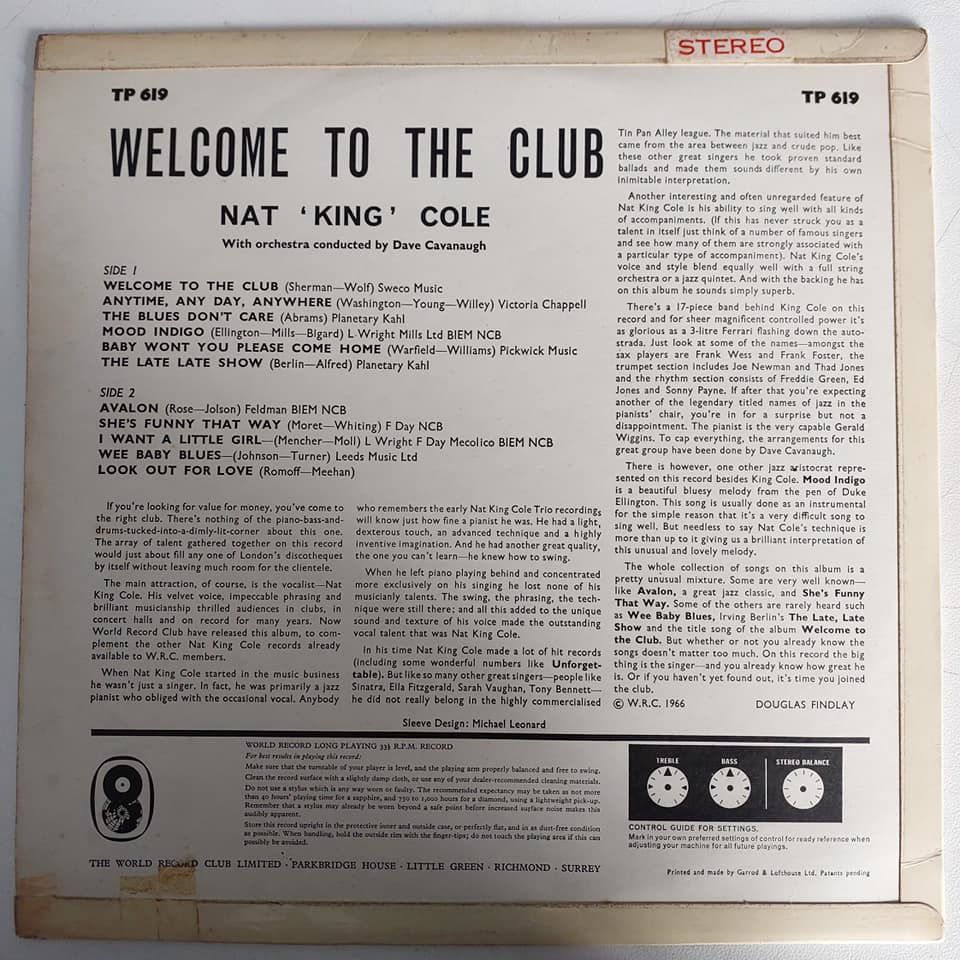 STEREO
TP 619
TP 619
WELCOME TO THE CLUB
NAT 'KING' COLE
With orchestra conducted by Dave Cavanaugh
SIDE 1
WELCOME TO THE CLUB (Sherman—Wolf) Sweco Music
ANYTIME, ANY DAY, ANYWHERE (Washington—Young—Willey) Victoria Chappell
THE BLUES DON'T CARE (Abrams) Planetary Kahl
MOOD INDIGO (Ellington—Mills—Bigard) L Wright Mills Ltd BIEM NCB
BABY WONT YOU PLEASE COME HOME (Warfield—Williams) Pickwick Music
THE LATE LATE SHOW (Berlin—Alfred) Planetary Kahl
SIDE 2
AVALON (Rose—Jolson) Feldman BIEM NCB
SHE'S FUNNY THAT WAY (Moret—Whiting) F Day NCB
I WANT A LITTLE GIRL—(Mencher—Moll) L Wright F Day Mecolico BIEM NCB
WEE BABY BLUES—(Johnson—Turner) Leeds Music Ltd
LOOK OUT FOR LOVE (Romoff—Meehan)
If you're looking for value for money, you've come to
the right club. There's nothing of the piano-bass-and-
drums-tucked-into-a-dimly-lit-corner about this one.
The array of talent gathered together on this record
would just about fill any one of London's discotheques
by itself without leaving much room for the clientele.
The main attraction, of course, is the vocalist—Nat
King Cole. His velvet voice, impeccable phrasing and
brilliant musicianship thrilled audiences in clubs, in
concert halls and on record for many years. Now
World Record Club have released this album, to com-
plement the other Nat King Cole records already
available to W.R.C. members.
When Nat King Cole started in the music business
he wasn't just a singer. In fact, he was primarily a jazz
pianist who obliged with the occasional vocal. Anybody
who remembers the early Nat King Cole Trio recordings
will know just how fine a pianist he was. He had a light,
dexterous touch, an advanced technique and a highly
inventive imagination. And he had another great quality,
the one you can't learn—he knew how to swing.
When he left piano playing behind and concentrated
more exclusively on his singing he lost none of his
musicianly talents. The swing, the phrasing, the tech-
nique were still there; and all this added to the unique
sound and texture of his voice made the outstanding
vocal talent that was Nat King Cole.
In his time Nat King Cole made a lot of hit records
(including some wonderful numbers like Unforget-
table). But like so many other great singers—people like
Sinatra, Ella Fitzgerald, Sarah Vaughan, Tony Bennett—
he did not really belong in the highly commercialised
Tin Pan Alley league. The material that suited him best
came from the area between jazz and crude pop. Like
these other great singers he took proven standard
ballads and made them sounds different by his own
inimitable interpretation.
Another interesting and often unregarded feature of
Nat King Cole is his ability to sing well with all kinds
of accompaniments. (If this has never struck you as a
talent in itself just think of a number of famous singers
and see how many of them are strongly associated with
a particular type of accompaniment). Nat King Cole's
voice and style blend equally well with a full string
orchestra or a jazz quintet. And with the backing he has
on this album he sounds simply superb.
There's a 17-piece band behind King Cole on this
record and for sheer magnificent controlled power it's
as glorious as a 3-litre Ferrari flashing down the auto-
strada. Just look at some of the names—amongst the
sax players are Frank Wess and Frank Foster, the
trumpet section includes Joe Newman and Thad Jones
and the rhythm section consists of Freddie Green, Ed
Jones and Sonny Payne. If after that you're expecting
another of the legendary titled names of jazz in the
pianists' chair, you're in for a surprise but not a
disappointment. The pianist is the very capable Gerald
Wiggins. To cap everything, the arrangements for this
great group have been done by Dave Cavanaugh.
There is however, one other jazz aristocrat repre-
sented on this record besides King Cole. Mood Indigo
is a beautiful bluesy melody from the pen of Duke
Ellington. This song is usually done as an instrumental
for the simple reason that it's a very difficult song to
sing well. But needless to say Nat Cole's technique is
more than up to it giving us a brilliant interpretation of
this unusual and lovely melody.
The whole collection of songs on this album is a
pretty unusual mixture. Some are very well known—
like Avalon, a great jazz classic, and She's Funny
That Way. Some of the others are rarely heard such
as Wee Baby Blues, Irving Berlin's The Late, Late
Show and the title song of the album Welcome to
the Club. But whether or not you already know the
songs doesn't matter too much. On this record the big
thing is the singer—and you already know how great he
is. Or if you haven't yet found out, it's time you joined
the club.
© W.R.C. 1966 DOUGLAS FINDLAY
Sleeve Design: Michael Leonard
WORLD RECORD LONG PLAYING 33⅓ R.P.M. RECORD
For best results in playing this record:
Make sure that the turntable of your player is level, and the playing arm properly balanced and free to swing.
Clean the record surface with a slightly damp cloth, or use any of your dealer-recommended cleaning materials.
Do not use a stylus which is any way worn or faulty. The recommended expectancy may be taken as not more
than 40 hours' playing time for a sapphire, and 750 to 1,000 hours for a diamond, using a lightweight pick-up.
Remember that a stylus may already be worn beyond a safe point before increased surface noise makes this
audibly apparent.
Store this record upright in the protective inner and outside case, or perfectly flat, and in as dust-free condition
as possible. When handling, hold the outside rim with the finger-tips; do not touch the playing area if this can
possibly be avoided.
TREBLE
BASS
STEREO BALANCE
CONTROL GUIDE FOR SETTINGS.
Mark in your own preferred settings of control for ready reference when
adjusting your machine for all future playings.
THE WORLD RECORD CLUB LIMITED · PARKBRIDGE HOUSE · LITTLE GREEN · RICHMOND · SURREY
Printed and made by Garrod & Lofthouse Ltd. Patents pending